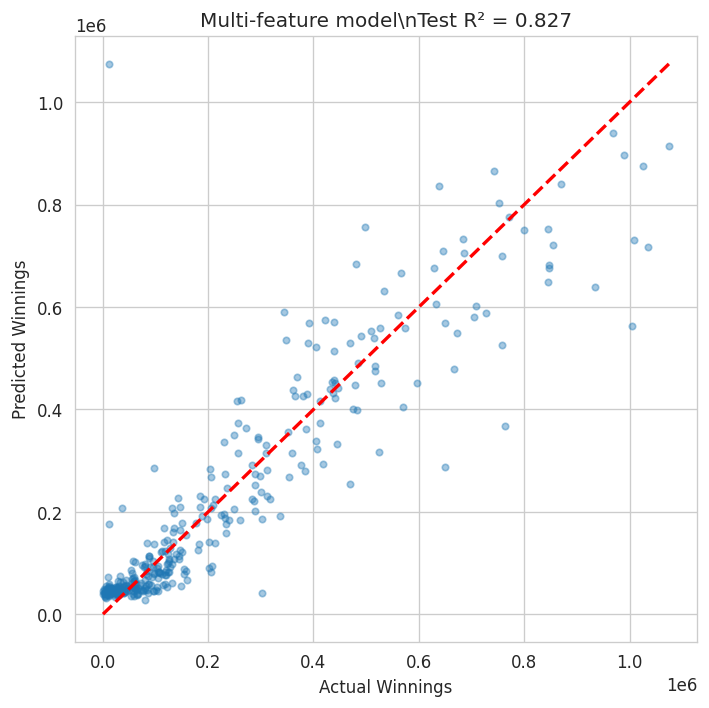 Multi-feature model\nTest R² = 0.827
1e6
1.0
0.8
0.6
0.4
0.2
0.0
Predicted Winnings
0.0 0.2 0.4 0.6 0.8 1.0
1e6
Actual Winnings